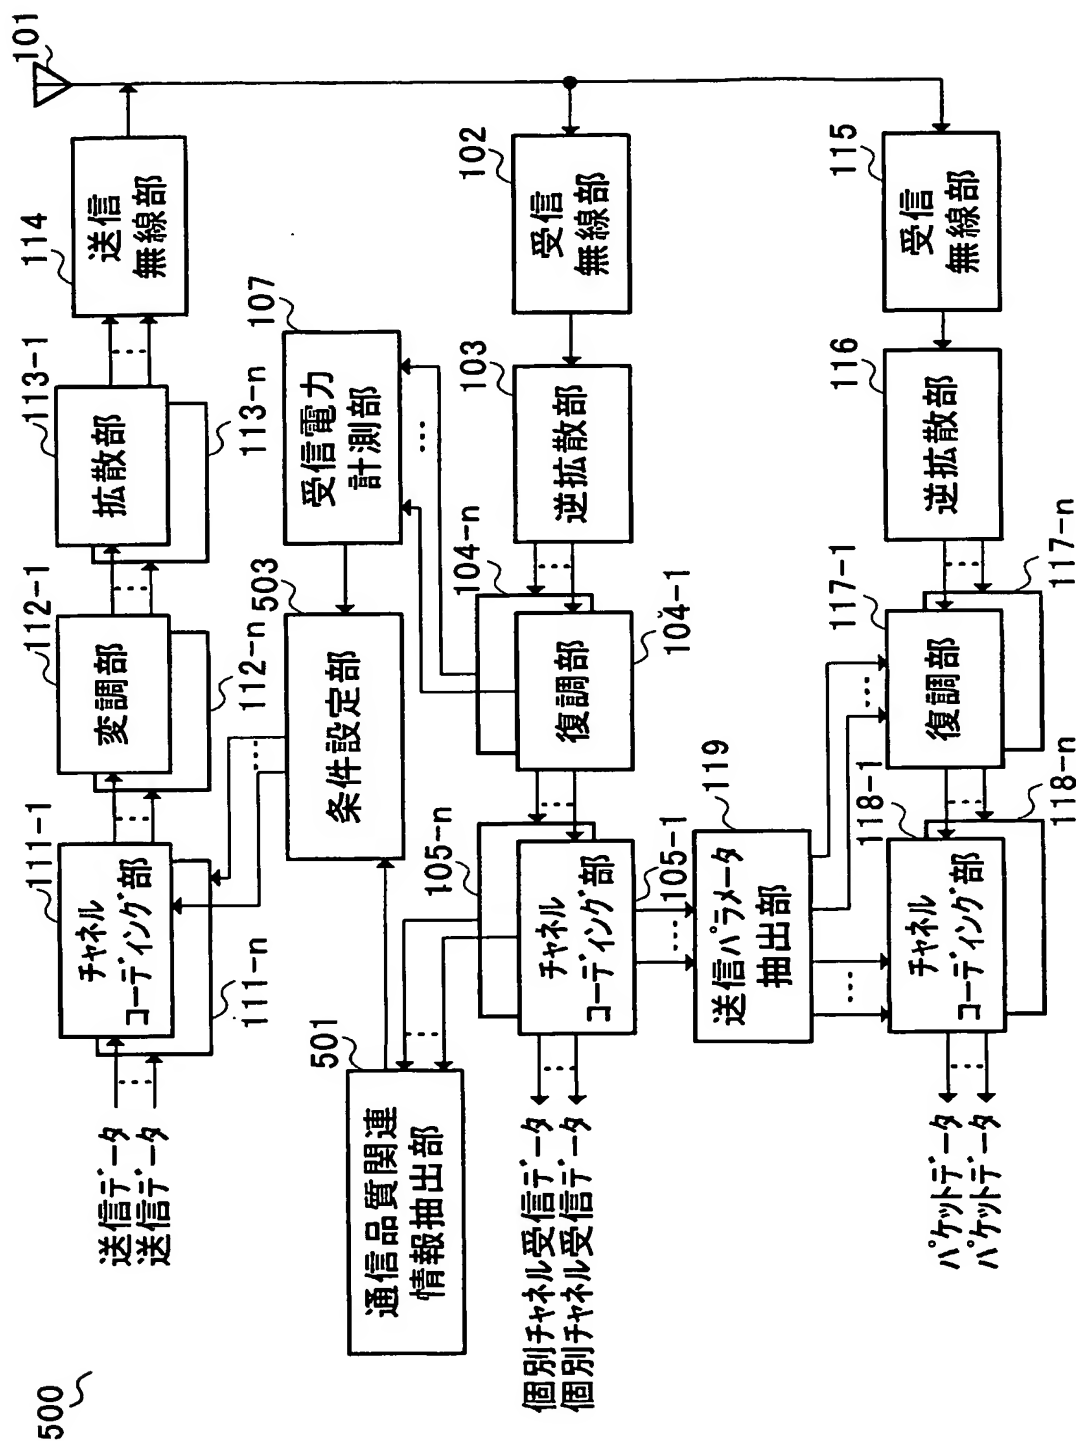 500
送信データ
送信データ
111-1
チャネル
コーディング部
111-n
112-1
変調部
112-n
113-1
拡散部
113-n
114
送信
無線部
101
501
通信品質関連
情報抽出部
503
条件設定部
107
受信電力
計測部
個別チャネル受信データ
個別チャネル受信データ
105-n
チャネル
コーディング部
105-1
104-n
復調部
104-1
103
逆拡散部
102
受信
無線部
119
送信パラメータ
抽出部
パケットデータ
パケットデータ
118-1
チャネル
コーディング部
118-n
117-1
復調部
117-n
116
逆拡散部
115
受信
無線部